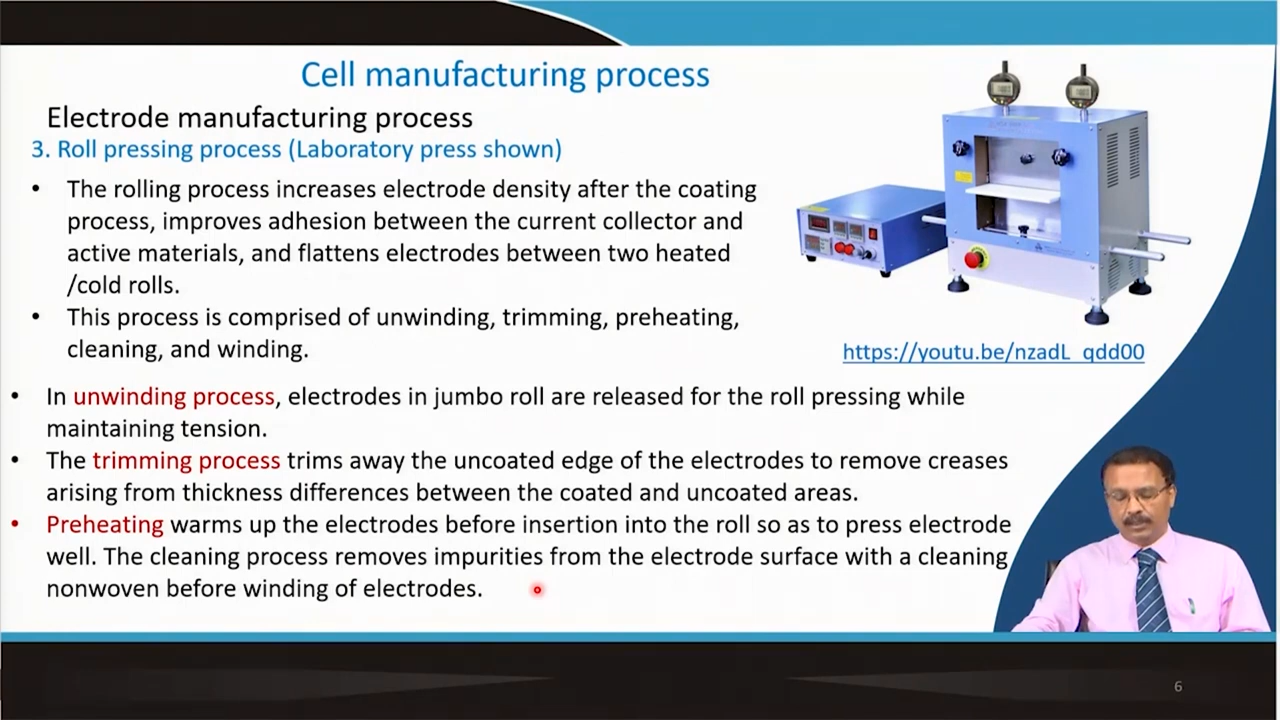 Cell manufacturing process
Electrode manufacturing process
3. Roll pressing process (Laboratory press shown)
• The rolling process increases electrode density after the coating
process, improves adhesion between the current collector and
active materials, and flattens electrodes between two heated
/cold rolls.
• This process is comprised of unwinding, trimming, preheating,
cleaning, and winding.
https://youtu.be/nzadL_qdd00
• In unwinding process, electrodes in jumbo roll are released for the roll pressing while
maintaining tension.
• The trimming process trims away the uncoated edge of the electrodes to remove creases
arising from thickness differences between the coated and uncoated areas.
• Preheating warms up the electrodes before insertion into the roll so as to press electrode
well. The cleaning process removes impurities from the electrode surface with a cleaning
nonwoven before winding of electrodes.
6